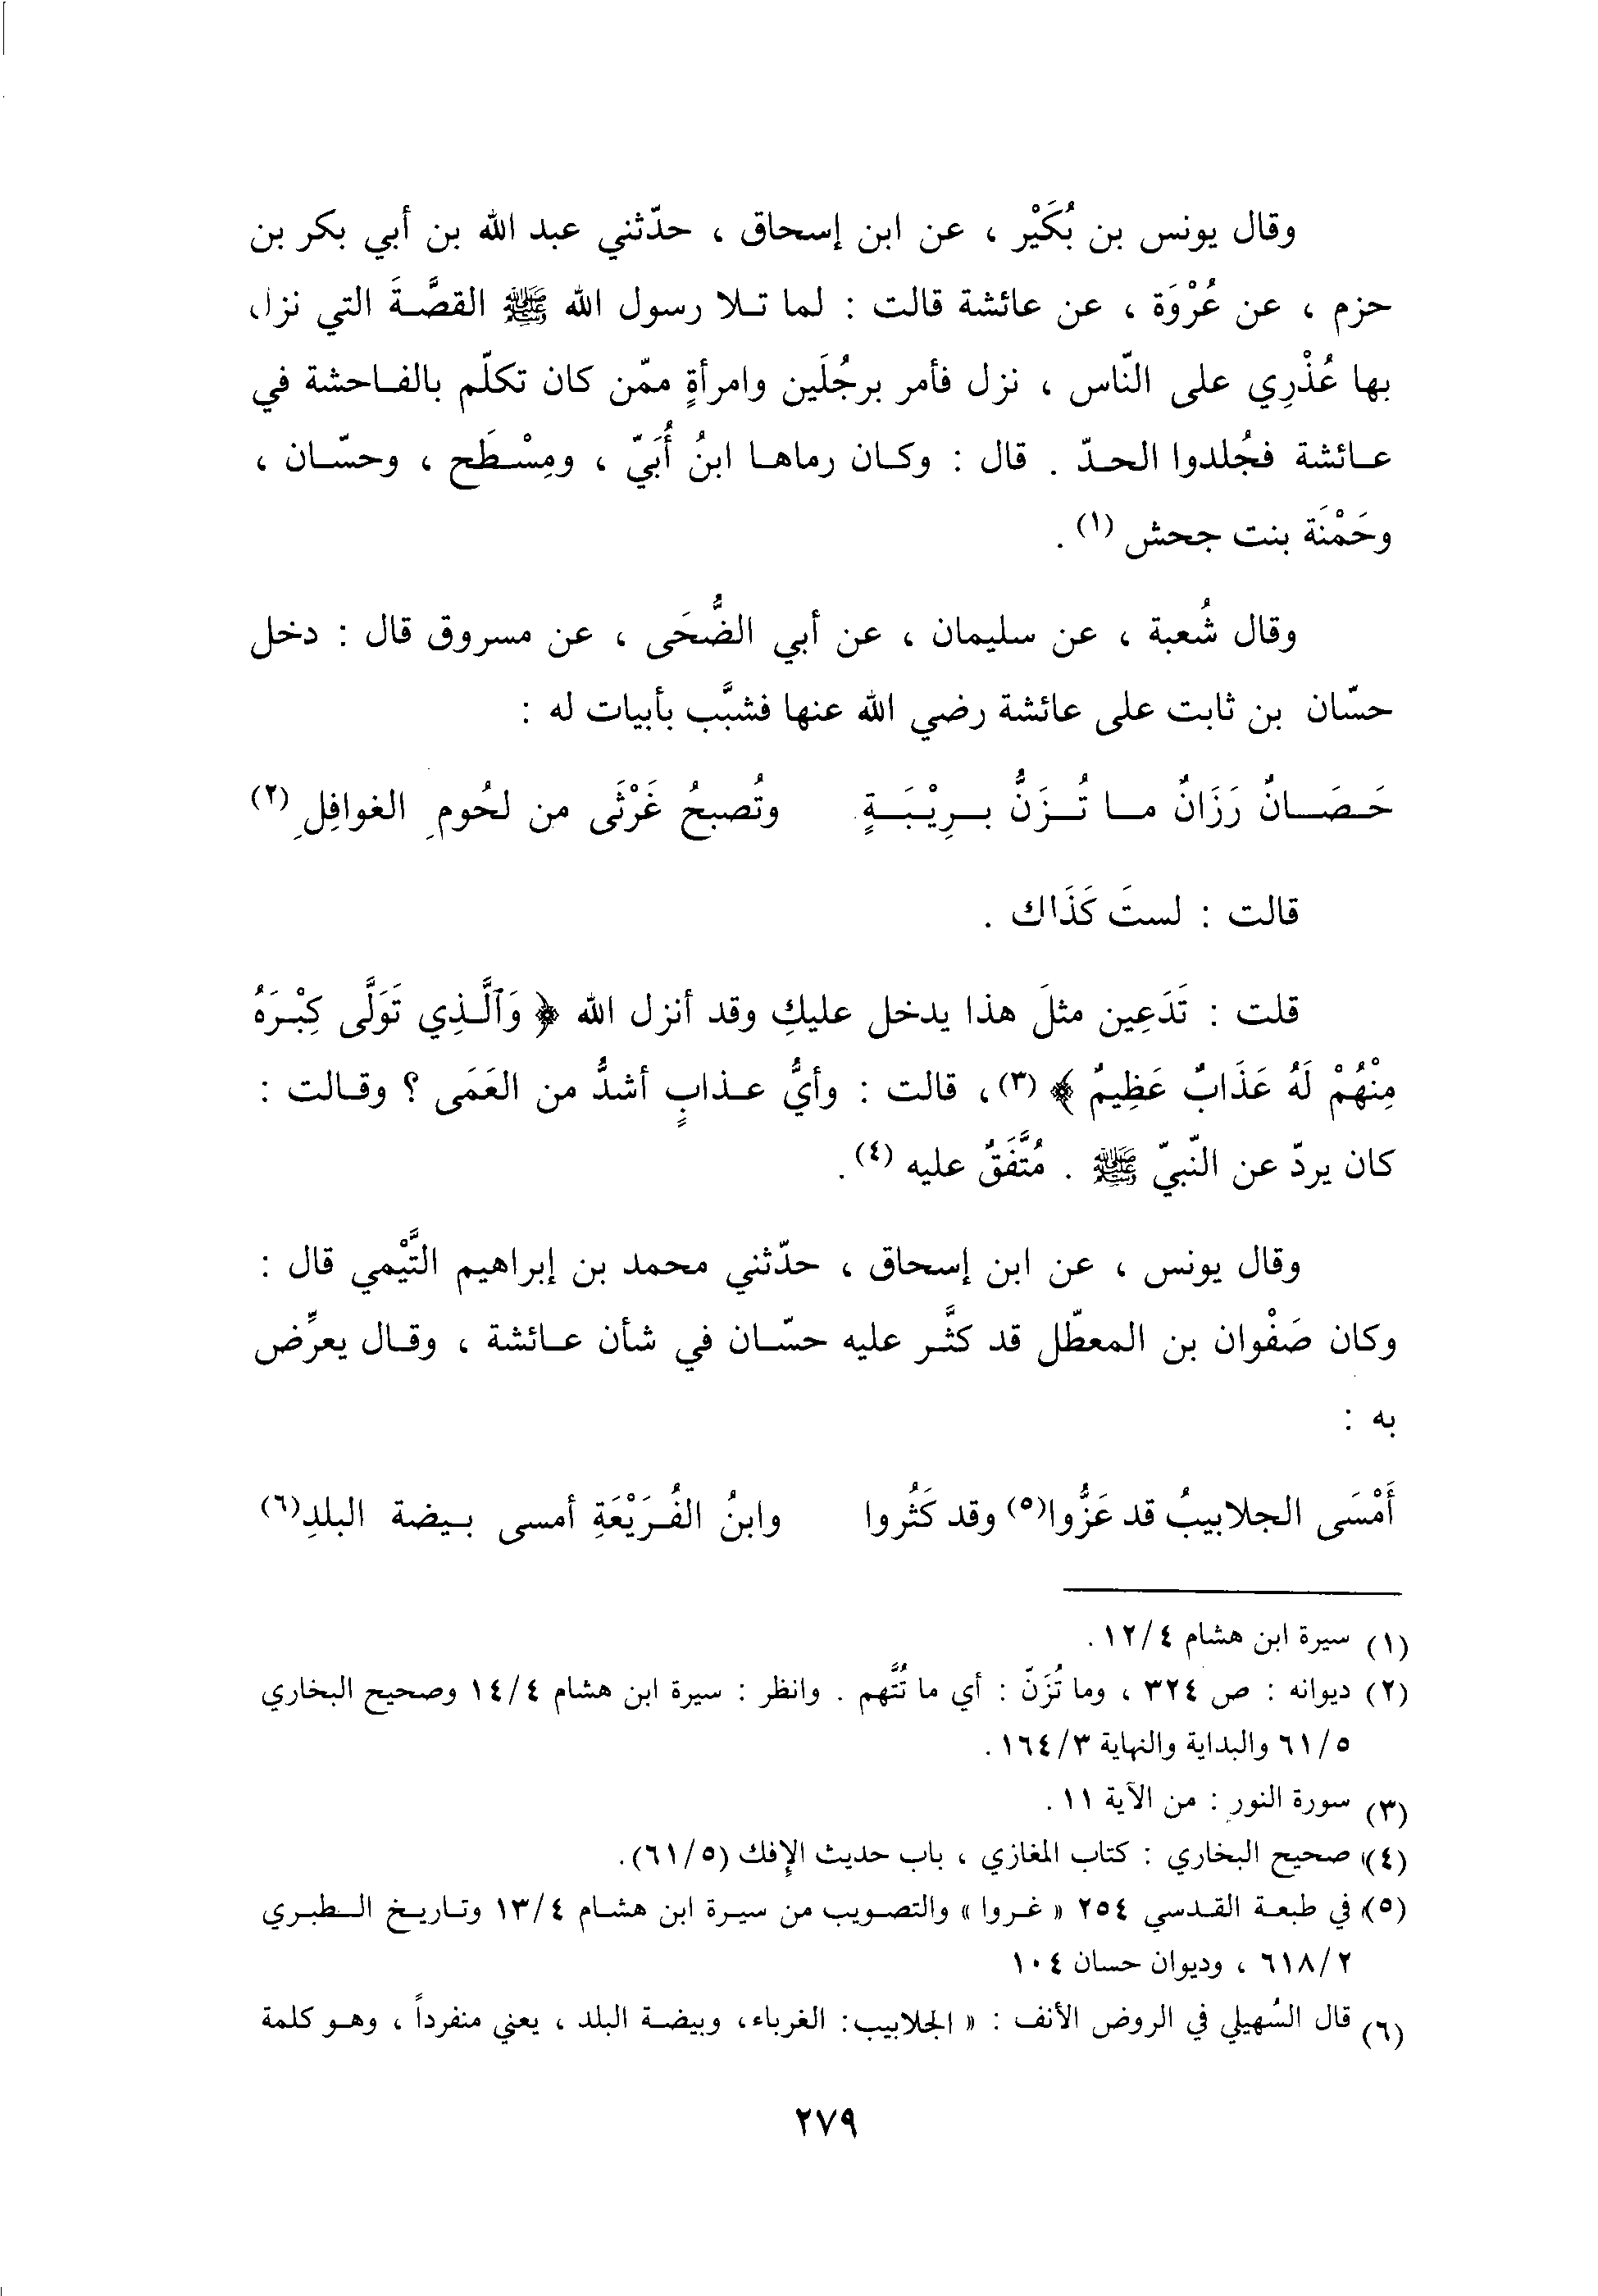 وقال يونس بن بُكَيْر ، عن ابن إسحاق ، حدّثني عبد الله بن أبي بكر بن
حزم ، عن عُرْوَة ، عن عائشة قالت : لما تلا رسول الله ﷺ القصَّةَ التي نزل
بها عُذْرِي على النّاس ، نزل فأمر برجُلَين وامرأةٍ ممّن كان تكلّم بالفاحشة في
عائشة فجُلدوا الحدّ . قال : وكان رماها ابنُ أُبَيّ ، ومِسْطَح ، وحسّان ،
وحَمْنَة بنت جحش (١) .
وقال شُعبة ، عن سليمان ، عن أبي الضُّحَى ، عن مسروق قال : دخل
حسّان بن ثابت على عائشة رضي الله عنها فشبَّب بأبيات له :
حَصَانٌ رَزَانٌ ما تُزَنُّ بِرِيْبَةٍ وتُصبحُ غَرْثَى من لحُومِ الغوافِلِ (٢)
قالت : لستَ كَذَاك .
قلت : تَدَعِين مثلَ هذا يدخل عليكِ وقد أنزل الله ﴿ وَٱلَّذِي تَوَلَّى كِبْرَهُ
مِنْهُمْ لَهُ عَذَابٌ عَظِيمٌ ﴾ (٣)، قالت : وأيُّ عذابٍ أشدُّ من العَمَى ؟ وقالت :
كان يردّ عن النّبيّ ﷺ . مُتَّفَقٌ عليه (٤) .
وقال يونس ، عن ابن إسحاق ، حدّثني محمد بن إبراهيم التَّيْمي قال :
وكان صَفْوان بن المعطّل قد كثَّر عليه حسّان في شأن عائشة ، وقال يعرِّض
به :
أَمْسَى الجلابيبُ قد عَزُّوا(٥) وقد كَثُروا وابنُ الفُرَيْعَةِ أمسى بيضة البلدِ(٦)
(١) سيرة ابن هشام ١٢/٤ .
(٢) ديوانه : ص ٣٢٤ ، وما تُزَنّ : أي ما تُتَّهم . وانظر : سيرة ابن هشام ١٤/٤ وصحيح البخاري
٦١/٥ والبداية والنهاية ١٦٤/٣ .
(٣) سورة النور : من الآية ١١ .
(٤) صحيح البخاري : كتاب المغازي ، باب حديث الإفك (٦١/٥) .
(٥) في طبعة القدسي ٢٥٤ « غروا » والتصويب من سيرة ابن هشام ١٣/٤ وتاريخ الطبري
٦١٨/٢ ، وديوان حسان ١٠٤
(٦) قال السُهيلي في الروض الأنف : « الجلابيب: الغرباء، وبيضة البلد ، يعني منفرداً ، وهو كلمة
٢٧٩